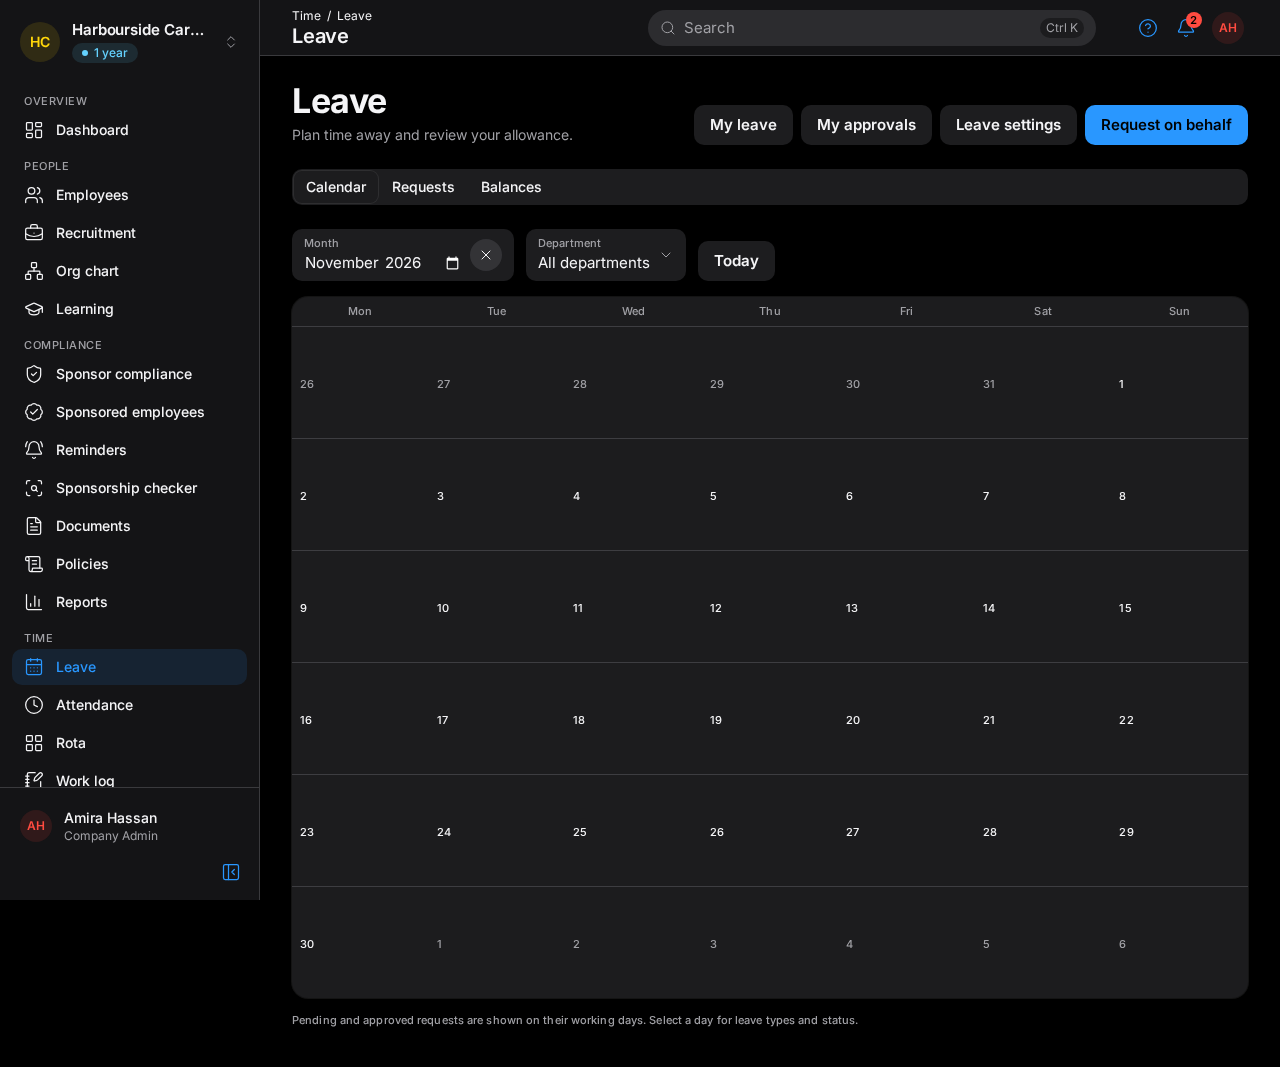 HC
Harbourside Car...
1 year
OVERVIEW
Dashboard
PEOPLE
Employees
Recruitment
Org chart
Learning
COMPLIANCE
Sponsor compliance
Sponsored employees
Reminders
Sponsorship checker
Documents
Policies
Reports
TIME
Leave
Attendance
Rota
Work log
AH
Amira Hassan
Company Admin
Time / Leave
Leave
Search
Ctrl K
2
AH
Leave
Plan time away and review your allowance.
My leave
My approvals
Leave settings
Request on behalf
Calendar
Requests
Balances
Month
November 2026
Department
All departments
Today
Mon Tue Wed Thu Fri Sat Sun
26 27 28 29 30 31 1
2 3 4 5 6 7 8
9 10 11 12 13 14 15
16 17 18 19 20 21 22
23 24 25 26 27 28 29
30 1 2 3 4 5 6
Pending and approved requests are shown on their working days. Select a day for leave types and status.